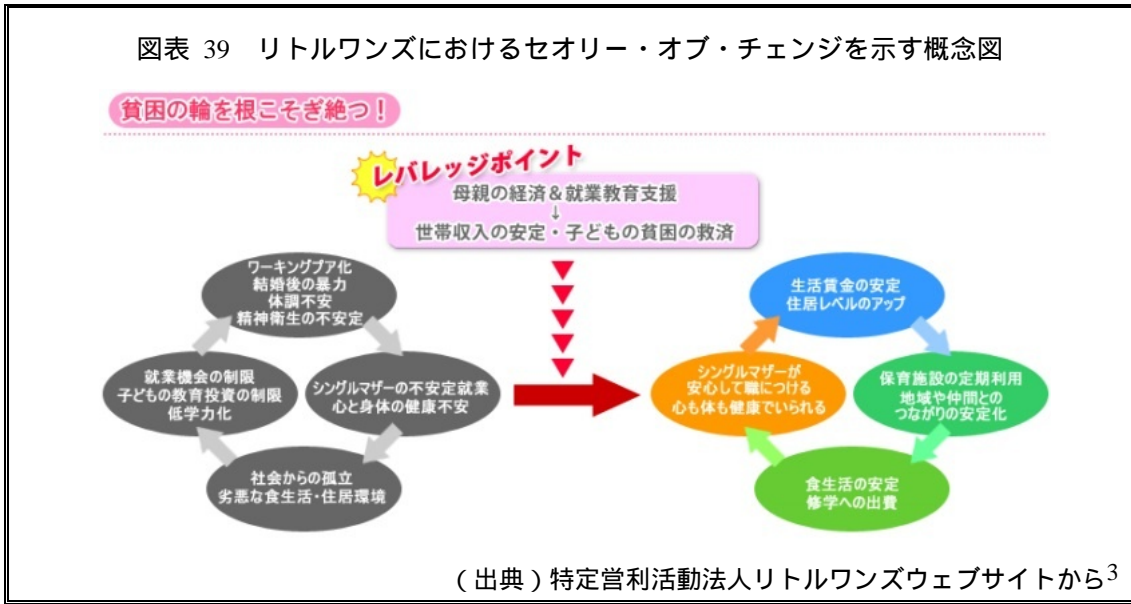 図表 39 リトルワンズにおけるセオリー・オブ・チェンジを示す概念図
貧困の輪を根こそぎ絶つ!
レバレッジポイント
母親の経済&就業教育支援
↓
世帯収入の安定・子どもの貧困の救済
ワーキングプア化
結婚後の暴力
体調不安
精神衛生の不安定
就業機会の制限
子どもの教育投資の制限
低学力化
シングルマザーの不安定就業
心と身体の健康不安
社会からの孤立
劣悪な食生活・住居環境
生活賃金の安定
住居レベルのアップ
シングルマザーが
安心して職につける
心も体も健康でいられる
保育施設の定期利用
地域や仲間との
つながりの安定化
食生活の安定
修学への出費
(出典)特定営利活動法人リトルワンズウェブサイトから3